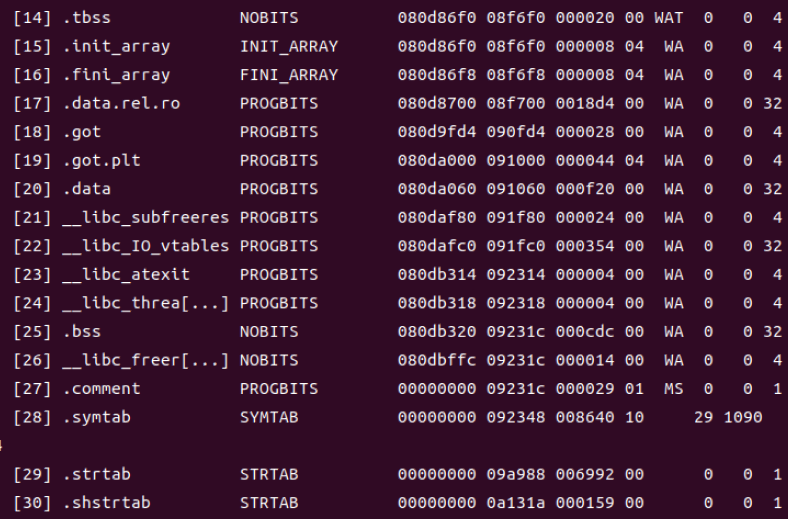 [14] .tbss NOBITS 080d86f0 08f6f0 000020 00 WAT 0 0 4
[15] .init_array INIT_ARRAY 080d86f0 08f6f0 000008 04 WA 0 0 4
[16] .fini_array FINI_ARRAY 080d86f8 08f6f8 000008 04 WA 0 0 4
[17] .data.rel.ro PROGBITS 080d8700 08f700 0018d4 00 WA 0 0 32
[18] .got PROGBITS 080d9fd4 090fd4 000028 00 WA 0 0 4
[19] .got.plt PROGBITS 080da000 091000 000044 04 WA 0 0 4
[20] .data PROGBITS 080da060 091060 000f20 00 WA 0 0 32
[21] __libc_subfreeres PROGBITS 080daf80 091f80 000024 00 WA 0 0 4
[22] __libc_IO_vtables PROGBITS 080dafc0 091fc0 000354 00 WA 0 0 32
[23] __libc_atexit PROGBITS 080db314 092314 000004 00 WA 0 0 4
[24] __libc_threa[...] PROGBITS 080db318 092318 000004 00 WA 0 0 4
[25] .bss NOBITS 080db320 09231c 000cdc 00 WA 0 0 32
[26] __libc_freer[...] NOBITS 080dbffc 09231c 000014 00 WA 0 0 4
[27] .comment PROGBITS 00000000 09231c 000029 01 MS 0 0 1
[28] .symtab SYMTAB 00000000 092348 008640 10 29 1090
4
[29] .strtab STRTAB 00000000 09a988 006992 00 0 0 1
[30] .shstrtab STRTAB 00000000 0a131a 000159 00 0 0 1